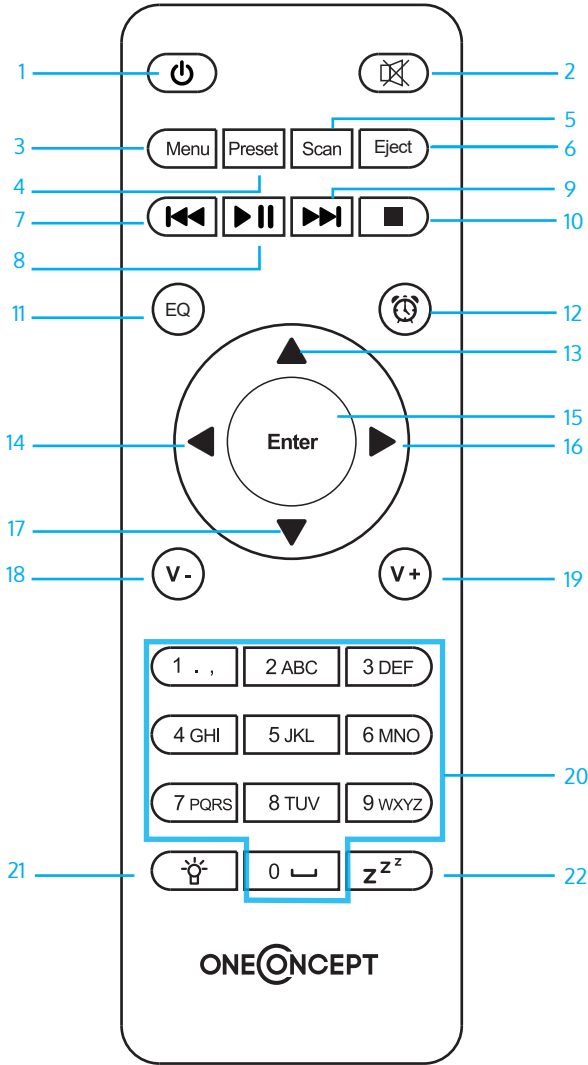 1 2
3 Menu Preset Scan Eject 5
4 6
7 9
8 10
11 EQ 12
13
14 Enter 15
16
17
18 V - V + 19
1 . , 2 ABC 3 DEF
4 GHI 5 JKL 6 MNO
20
7 PQRS 8 TUV 9 WXYZ
21 0 zzz 22
ONECONCEPT